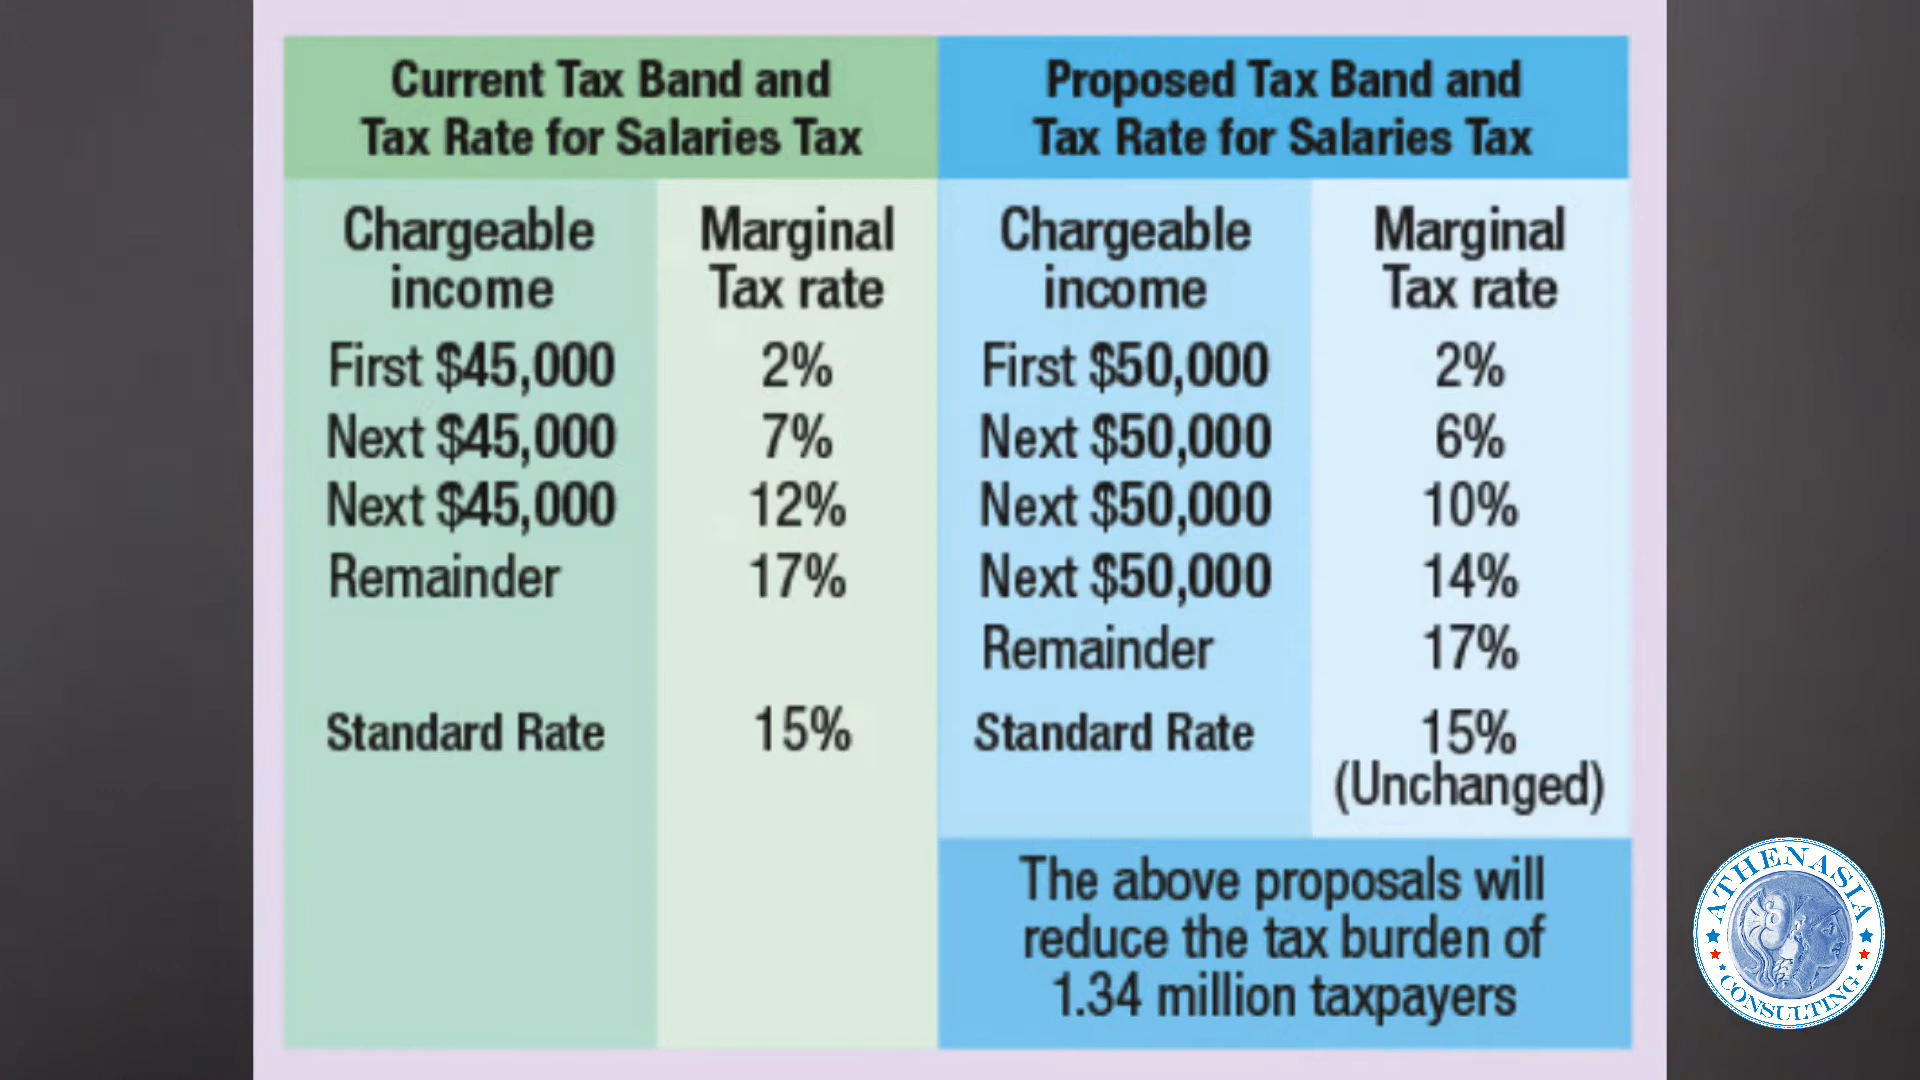 Current Tax Band and
Tax Rate for Salaries Tax
Chargeable income Marginal Tax rate
First $45,000 2%
Next $45,000 7%
Next $45,000 12%
Remainder 17%
Standard Rate 15%
Proposed Tax Band and
Tax Rate for Salaries Tax
Chargeable income Marginal Tax rate
First $50,000 2%
Next $50,000 6%
Next $50,000 10%
Next $50,000 14%
Remainder 17%
Standard Rate 15%
(Unchanged)
The above proposals will
reduce the tax burden of
1.34 million taxpayers
ATHENASIA
CONSULTING